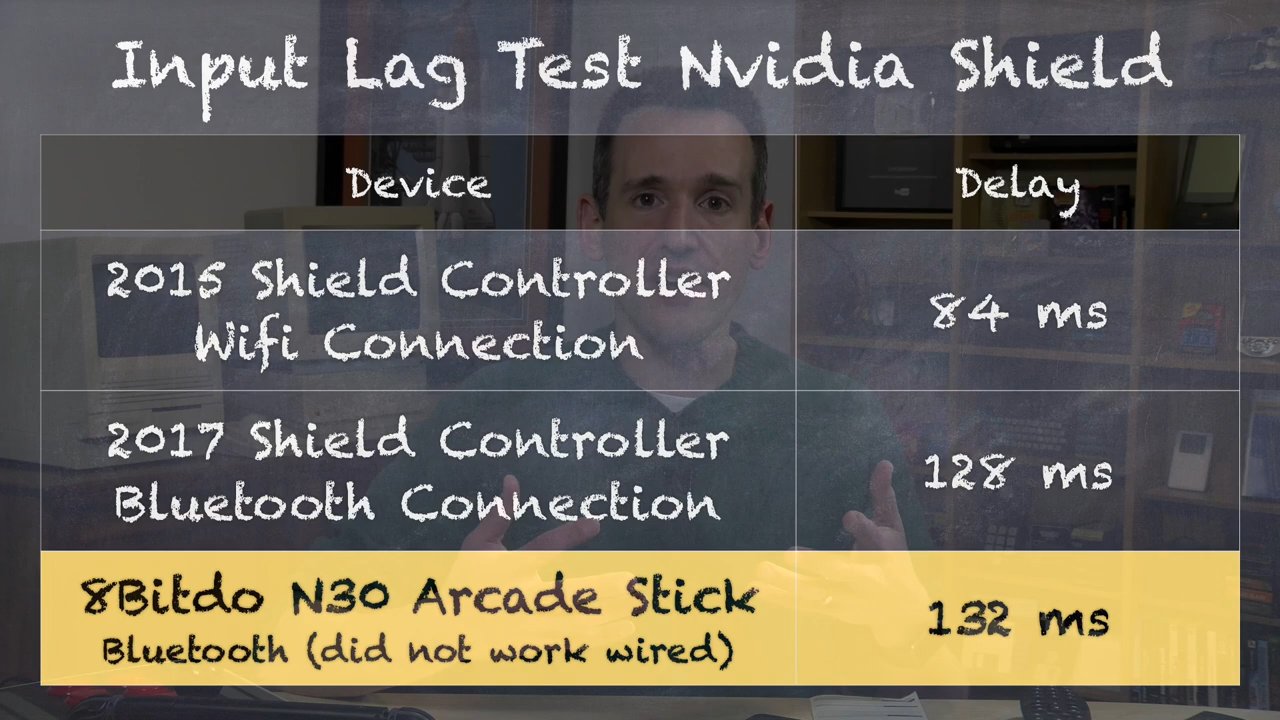 Input Lag Test Nvidia Shield
Device
Delay
2015 Shield Controller
Wifi Connection
84 ms
2017 Shield Controller
Bluetooth Connection
128 ms
8Bitdo N30 Arcade Stick
Bluetooth (did not work wired)
132 ms